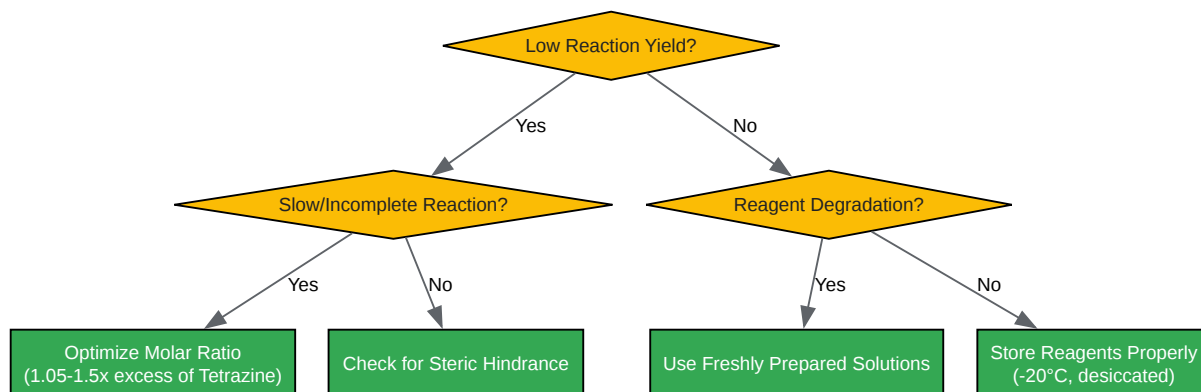 Low Reaction Yield?
Yes
No
Slow/Incomplete Reaction?
Reagent Degradation?
Yes
No
Yes
No
Optimize Molar Ratio
(1.05-1.5x excess of Tetrazine)
Check for Steric Hindrance
Use Freshly Prepared Solutions
Store Reagents Properly
(-20°C, desiccated)